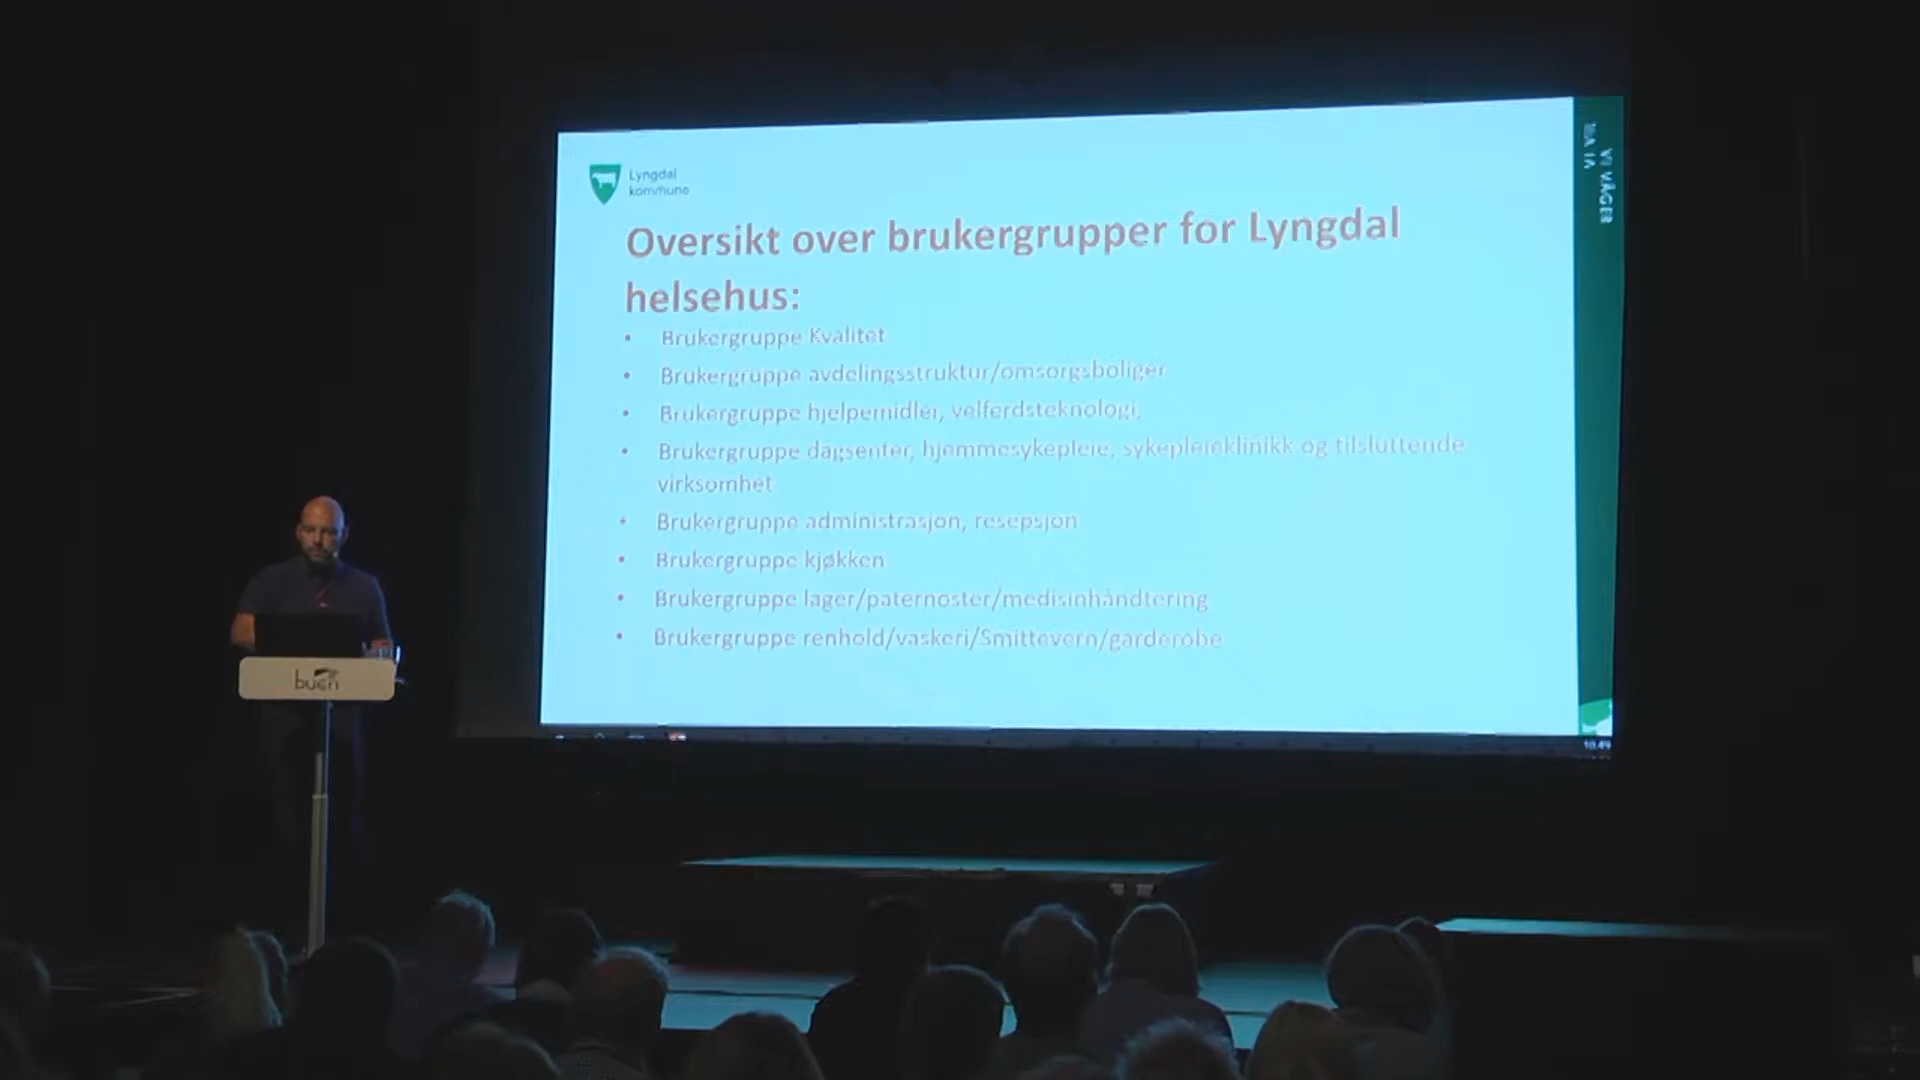 Lyngdal
kommune
VI VÅGER
Oversikt over brukergrupper for Lyngdal
helsehus:
• Brukergruppe Kvalitet
• Brukergruppe avdelingsstruktur/omsorgsboliger
• Brukergruppe hjelpemidler, velferdsteknologi,
• Brukergruppe dagsenter, hjemmesykepleie, sykepleieklinikk og tilsluttende
virksomhet
• Brukergruppe administrasjon, resepsjon
• Brukergruppe kjøkken
• Brukergruppe lager/paternoster/medisinhåndtering
• Brukergruppe renhold/vaskeri/Smittevern/garderobe
buen